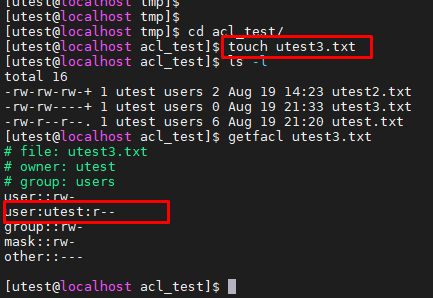 [utest@localhost tmp]$
[utest@localhost tmp]$
[utest@localhost tmp]$ cd acl_test/
[utest@localhost acl_test]$ touch utest3.txt
[utest@localhost acl_test]$ ls -l
total 16
-rw-rw-rw-+ 1 utest users 2 Aug 19 14:23 utest2.txt
-rw-rw----+ 1 utest users 0 Aug 19 21:33 utest3.txt
-rw-r--r--. 1 utest users 6 Aug 19 21:20 utest.txt
[utest@localhost acl_test]$ getfacl utest3.txt
# file: utest3.txt
# owner: utest
# group: users
user::rw-
user:utest:r--
group::rw-
mask::rw-
other::---
[utest@localhost acl_test]$